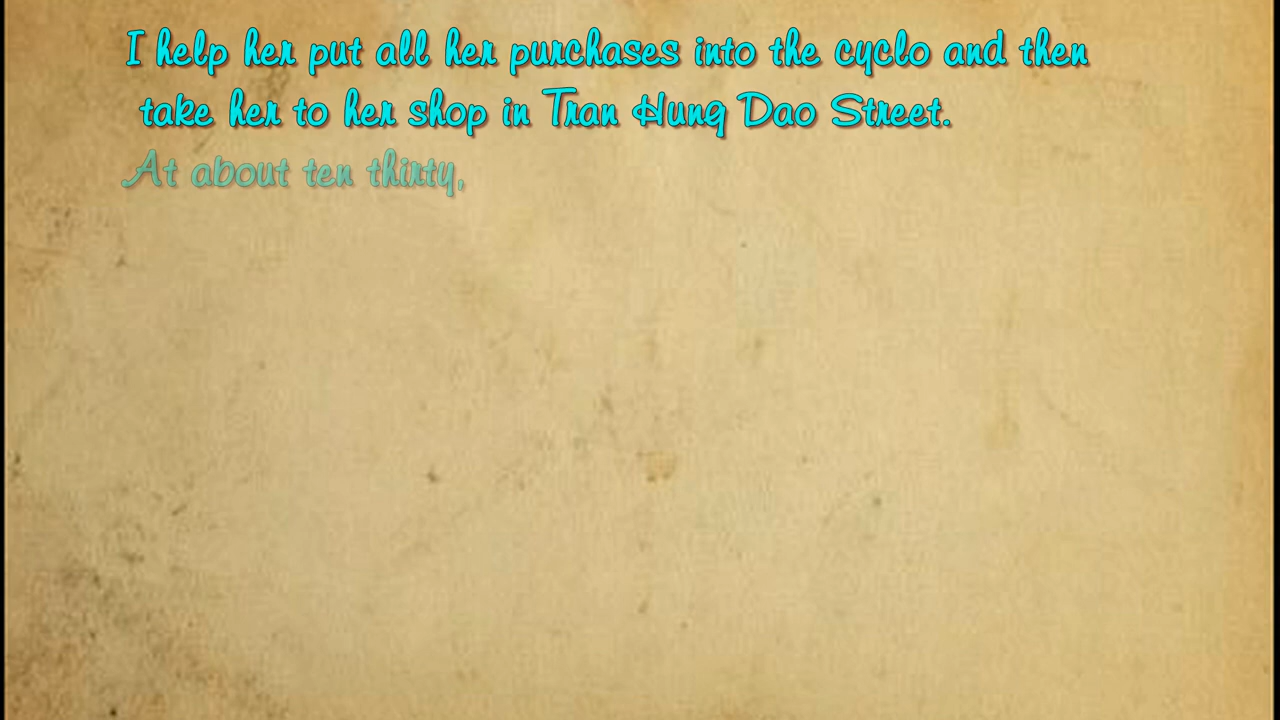 I help her put all her purchases into the cyclo and then
take her to her shop in Tran Hung Dao Street.
At about ten thirty,